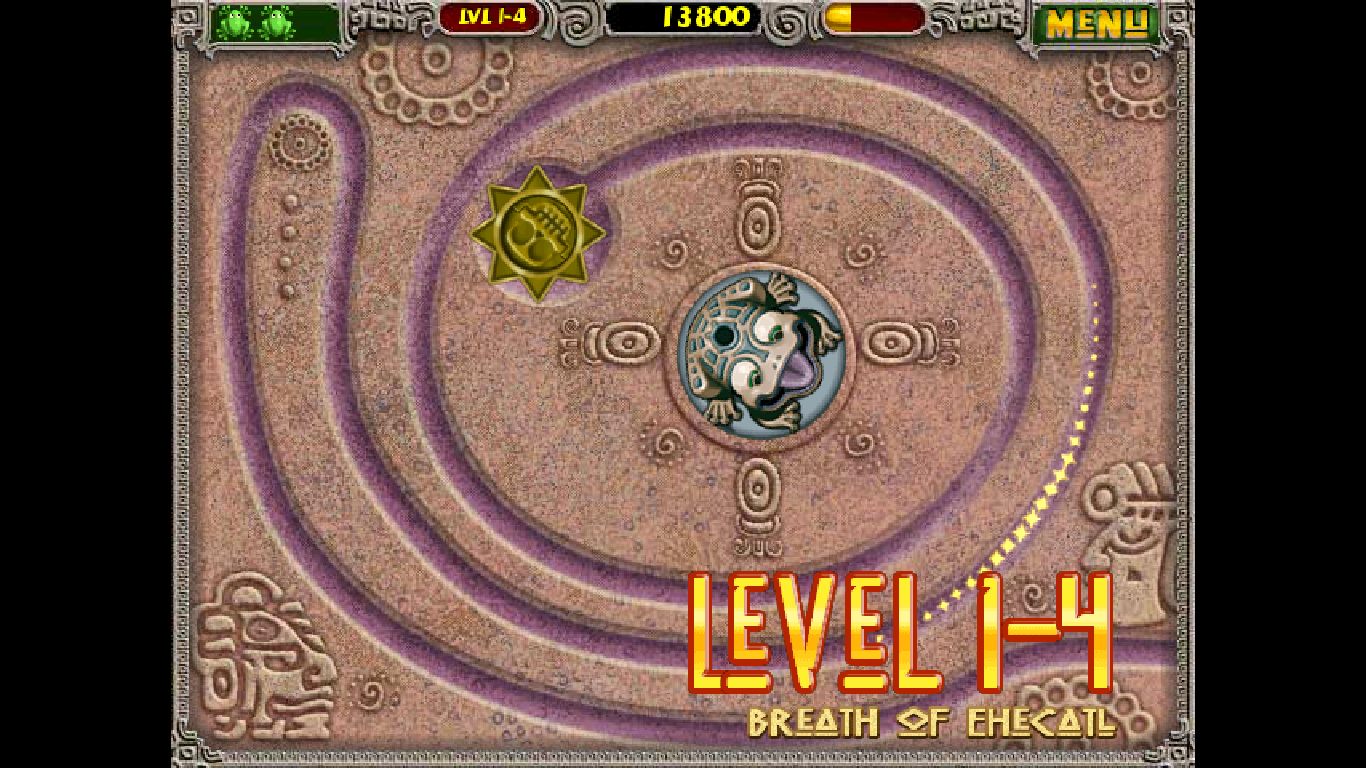 LVL 1-4
13800
MENU
LEVEL 1-4
BREATH OF EHECATL